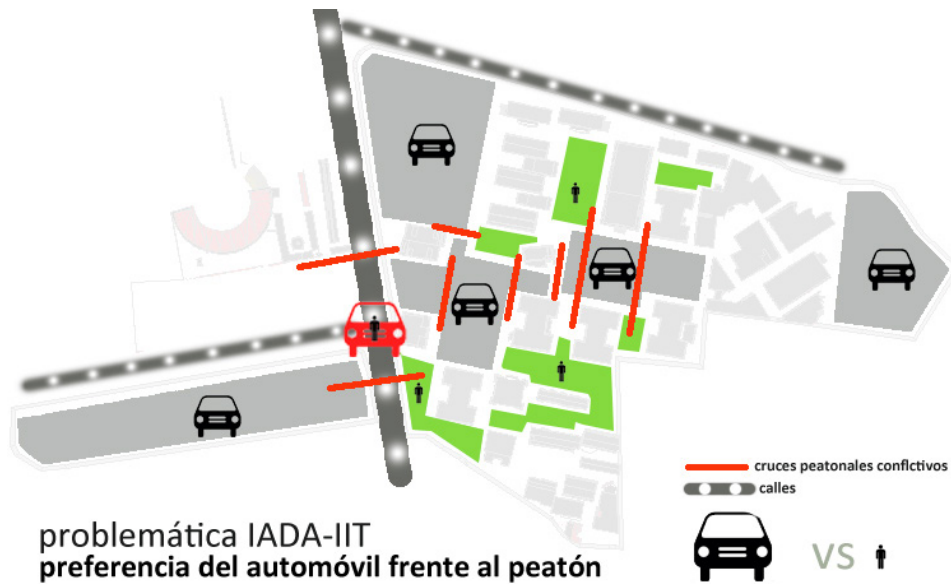 cruces peatonales conflctivos
calles
problemática IADA-IIT
preferencia del automóvil frente al peatón
VS